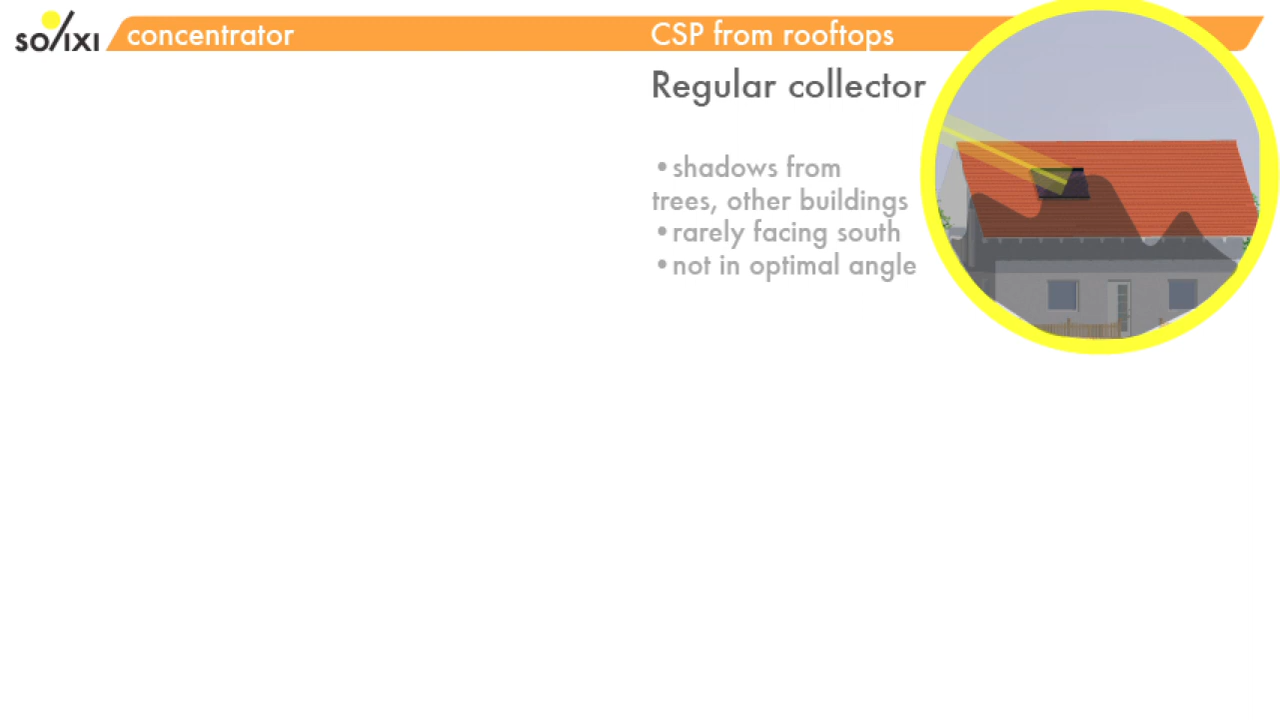 solixi
concentrator
CSP from rooftops
Regular collector
•shadows from
trees, other buildings
•rarely facing south
•not in optimal angle